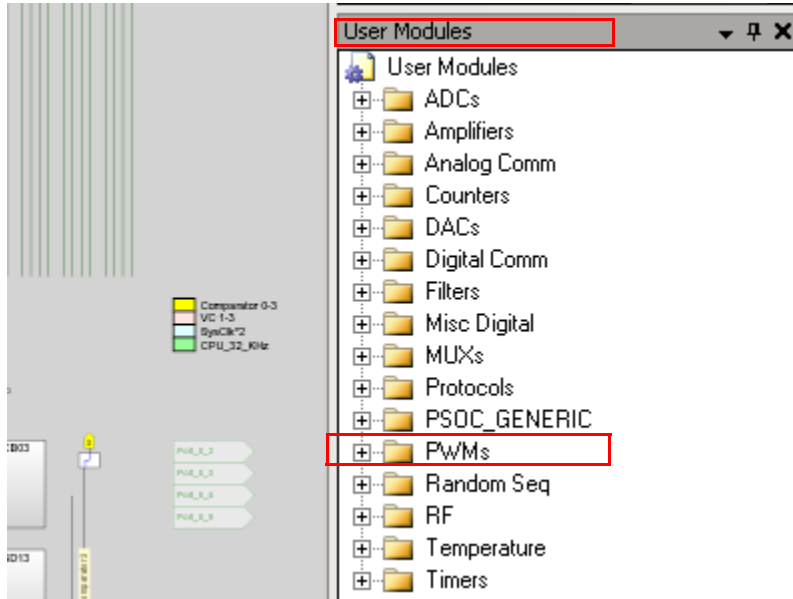 User Modules
User Modules
ADCs
Amplifiers
Analog Comm
Counters
DACs
Digital Comm
Filters
Misc Digital
MUXs
Protocols
PSOC_GENERIC
PWMs
Random Seq
RF
Temperature
Timers
Comparator 0-3
VC 1-3
SysClk*2
CPU_32_KHz